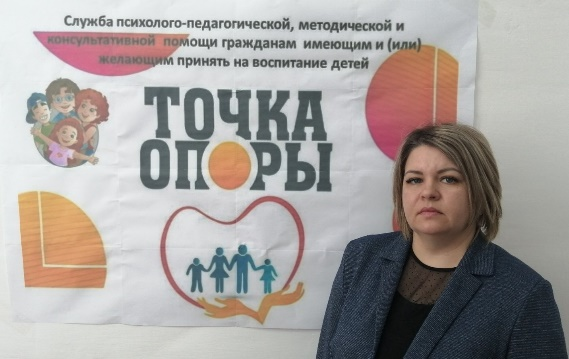 Служба психолого-педагогической, методической и
консультативной помощи гражданам имеющим и (или)
желающим принять на воспитание детей
ТОЧКА
ОПОРЫ